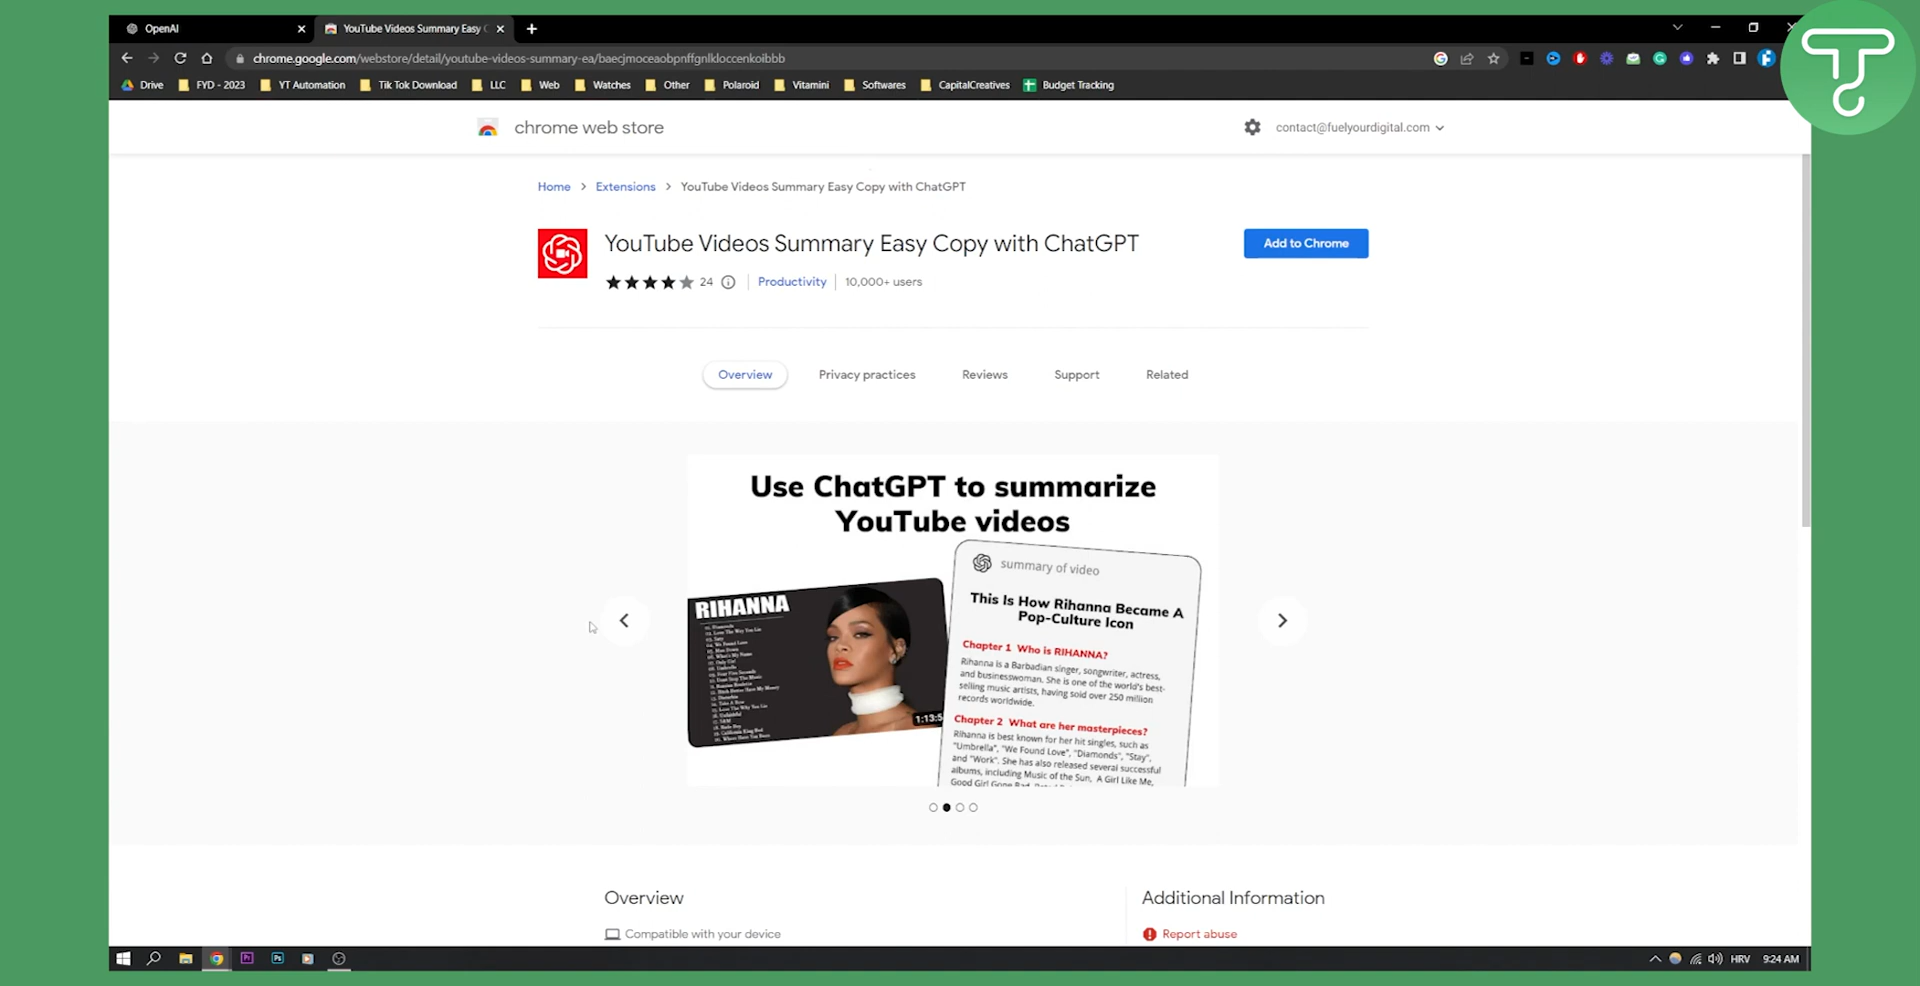 OpenAI
YouTube Videos Summary Easy C
chrome.google.com/webstore/detail/youtube-videos-summary-ea/baecjmoceaobpnffgnlkloccenkoibbb
Drive FYD - 2023 YT Automation Tik Tok Download LLC Web Watches Other Polaroid Vitamini Softwares CapitalCreatives Budget Tracking
chrome web store
contact@fuelyourdigital.com
Home > Extensions > YouTube Videos Summary Easy Copy with ChatGPT
YouTube Videos Summary Easy Copy with ChatGPT
Add to Chrome
24 Productivity 10,000+ users
Overview Privacy practices Reviews Support Related
Use ChatGPT to summarize
YouTube videos
RIHANNA
1:13:5
summary of video
This Is How Rihanna Became A
Pop-Culture Icon
Chapter 1 Who is RIHANNA?
Rihanna is a Barbadian singer, songwriter, actress,
and businesswoman. She is one of the world's best-
selling music artists, having sold over 250 million
records worldwide.
Chapter 2 What are her masterpieces?
Rihanna is best known for her hit singles, such as
"Umbrella", "We Found Love", "Diamonds", "Stay",
and "Work". She has also released several successful
albums, including Music of the Sun, A Girl Like Me,
Good Girl Gone Bad,
Overview
Compatible with your device
Additional Information
Report abuse
HRV 9:24 AM